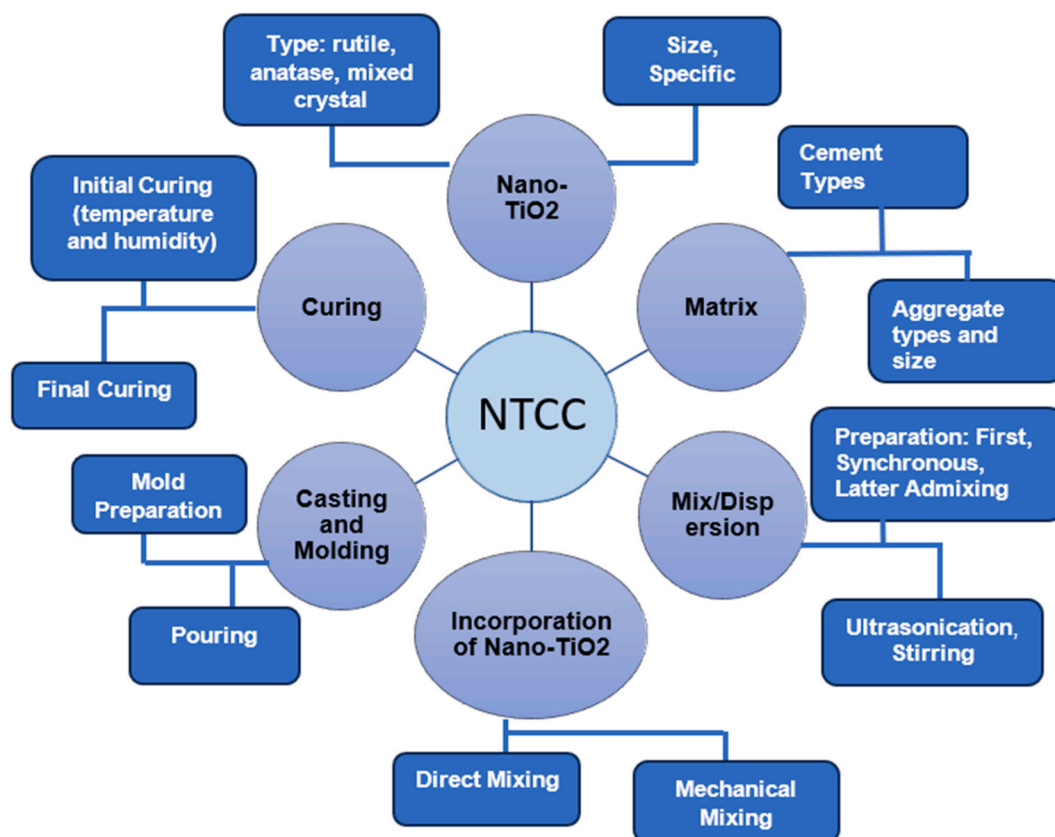 Type: rutile,
anatase, mixed
crystal
Size,
Specific
Nano-
TiO2
Cement
Types
Initial Curing
(temperature
and humidity)
Curing
Matrix
Aggregate
types and
size
Final Curing
NTCC
Preparation: First,
Synchronous,
Latter Admixing
Mold
Preparation
Casting
and
Molding
Mix/Disp
ersion
Pouring
Incorporation
of Nano-TiO2
Ultrasonication,
Stirring
Direct Mixing
Mechanical
Mixing